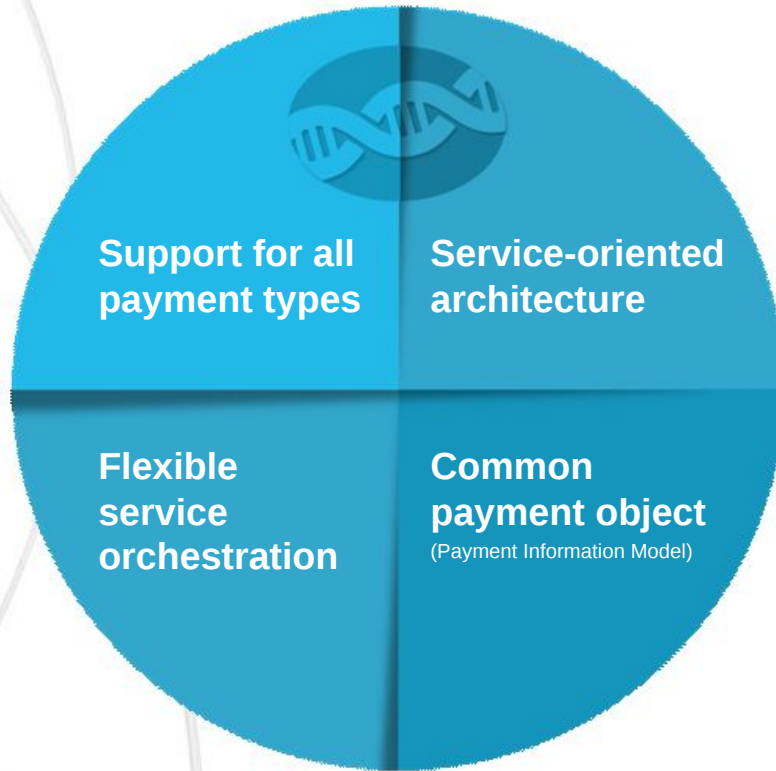 Support for all
payment types
Service-oriented
architecture
Flexible
service
orchestration
Common
payment object
(Payment Information Model)